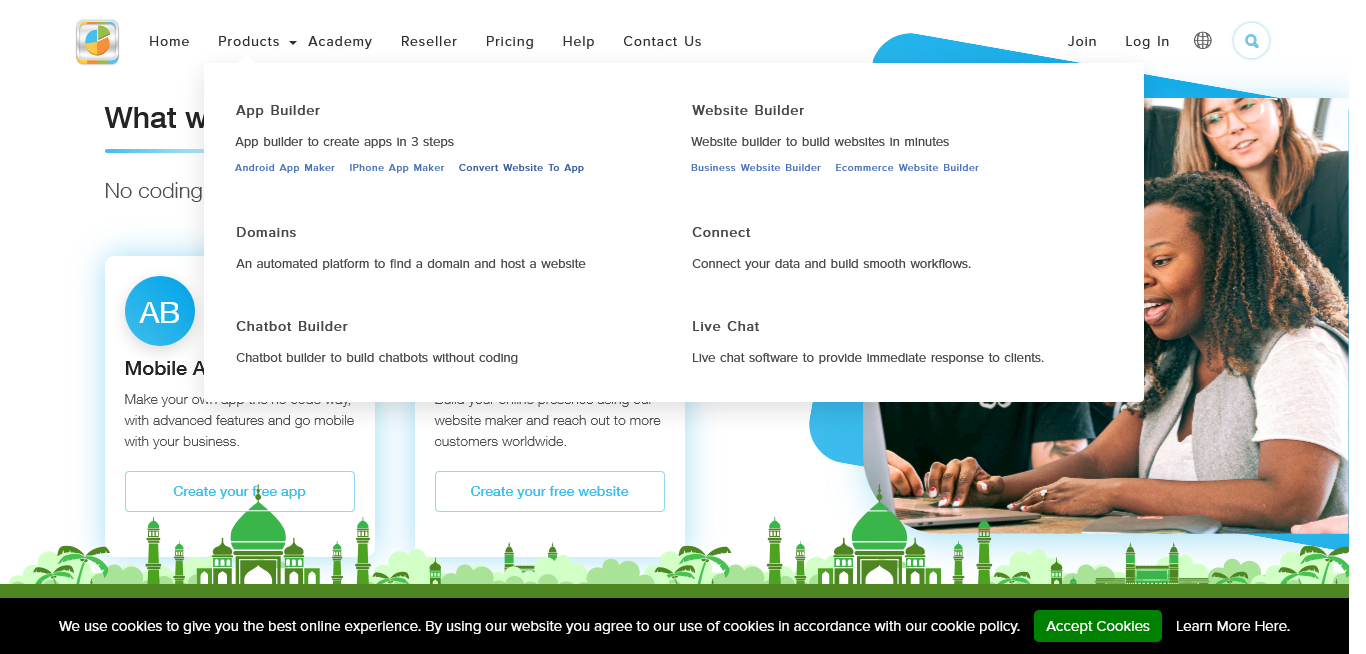 Home Products Academy Reseller Pricing Help Contact Us Join Log In
App Builder
App builder to create apps in 3 steps
Android App Maker IPhone App Maker Convert Website To App
Website Builder
Website builder to build websites in minutes
Business Website Builder Ecommerce Website Builder
Domains
An automated platform to find a domain and host a website
Connect
Connect your data and build smooth workflows.
Chatbot Builder
Chatbot builder to build chatbots without coding
Live Chat
Live chat software to provide immediate response to clients.
What w
No coding
AB
Mobile A
Make your own app the no code way,
with advanced features and go mobile
with your business.
Create your free app
Build your online presence using our
website maker and reach out to more
customers worldwide.
Create your free website
We use cookies to give you the best online experience. By using our website you agree to our use of cookies in accordance with our cookie policy. Accept Cookies Learn More Here.